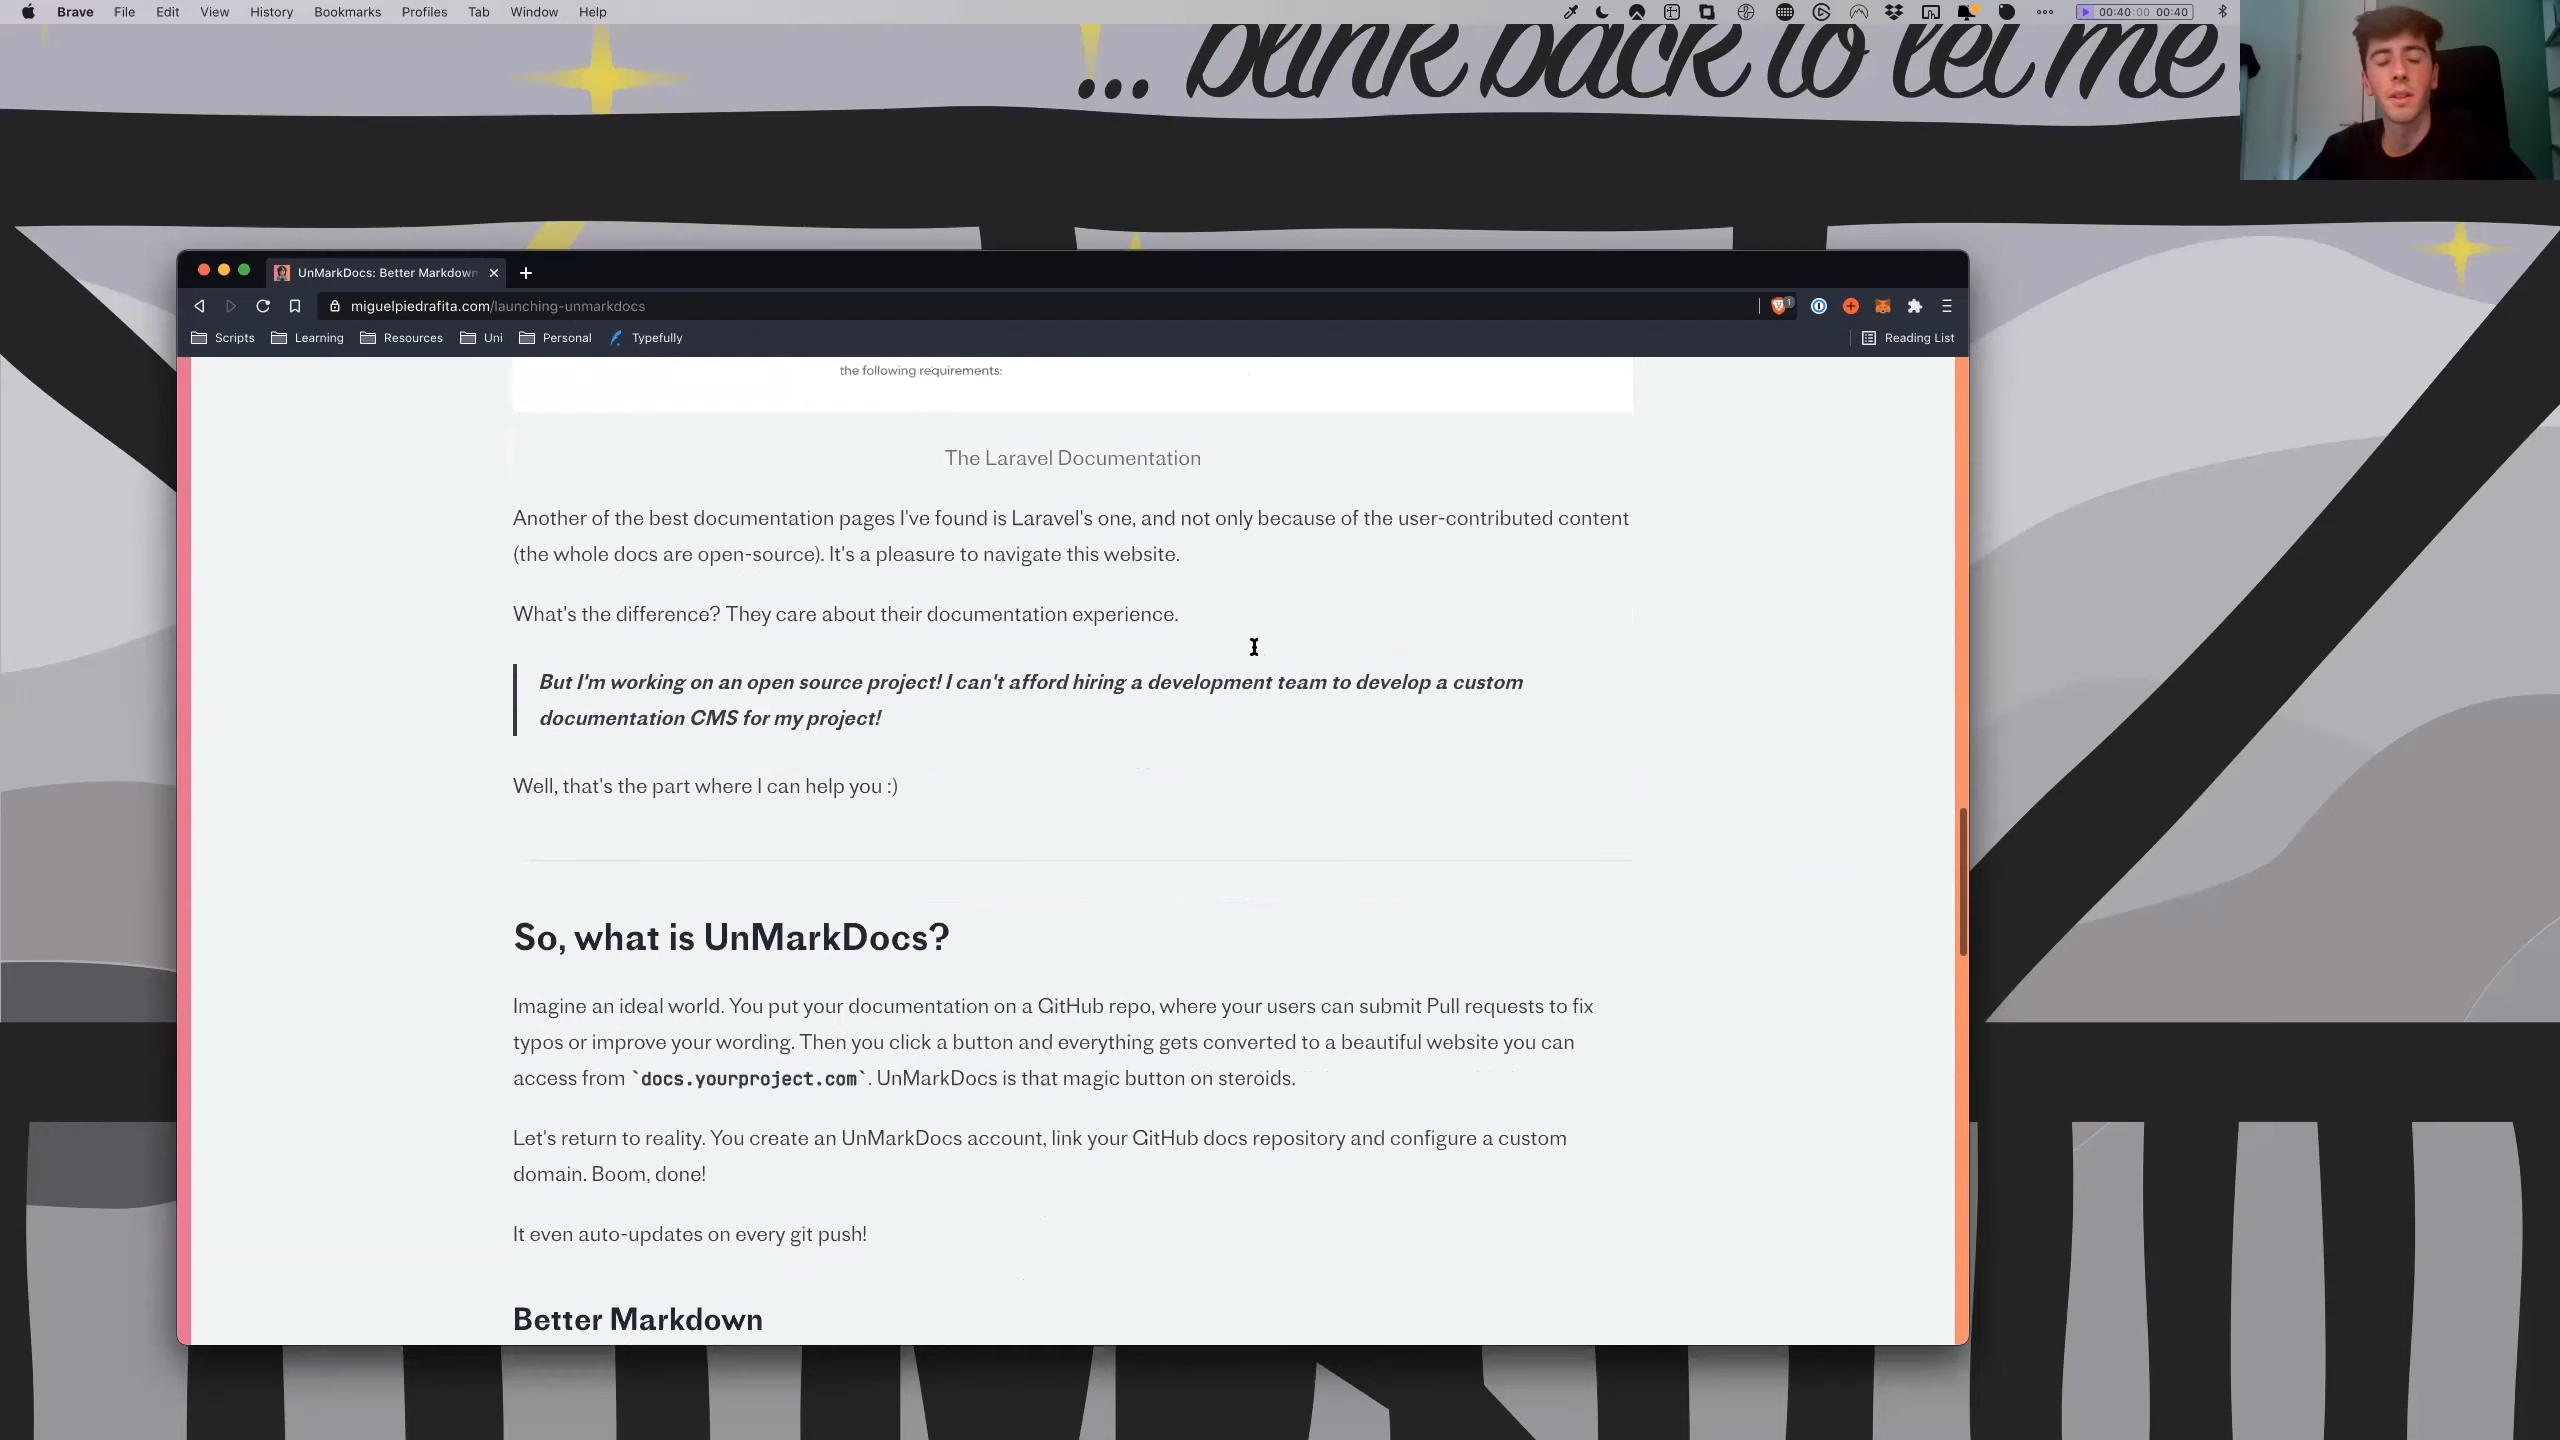 Brave File Edit View History Bookmarks Profiles Tab Window Help
00:40:00 00:40
... blink back to let me
UnMarkDocs: Better Markdown
miguelpiedrafita.com/launching-unmarkdocs
1
Scripts Learning Resources Uni Personal Typefully Reading List
the following requirements:
The Laravel Documentation
Another of the best documentation pages I've found is Laravel's one, and not only because of the user-contributed content
(the whole docs are open-source). It's a pleasure to navigate this website.
What's the difference? They care about their documentation experience.
But I'm working on an open source project! I can't afford hiring a development team to develop a custom
documentation CMS for my project!
Well, that's the part where I can help you :)
So, what is UnMarkDocs?
Imagine an ideal world. You put your documentation on a GitHub repo, where your users can submit Pull requests to fix
typos or improve your wording. Then you click a button and everything gets converted to a beautiful website you can
access from `docs.yourproject.com`. UnMarkDocs is that magic button on steroids.
Let's return to reality. You create an UnMarkDocs account, link your GitHub docs repository and configure a custom
domain. Boom, done!
It even auto-updates on every git push!
Better Markdown